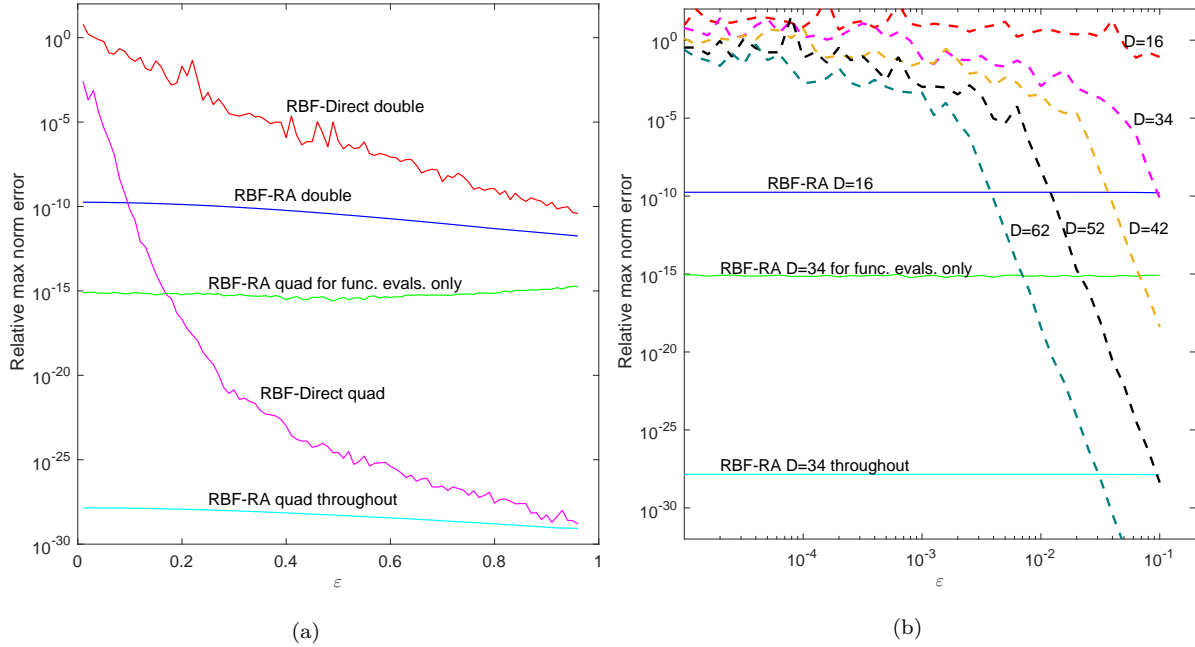 Relative max norm error
10^0
10^-5
10^-10
10^-15
10^-20
10^-25
10^-30
RBF-Direct double
RBF-RA double
RBF-RA quad for func. evals. only
RBF-Direct quad
RBF-RA quad throughout
0 0.2 0.4 0.6 0.8 1
ε
(a)
Relative max norm error
10^0
10^-5
10^-10
10^-15
10^-20
10^-25
10^-30
D=16
D=34
RBF-RA D=16
D=62 D=52 D=42
RBF-RA D=34 for func. evals. only
RBF-RA D=34 throughout
10^-4 10^-3 10^-2 10^-1
ε
(b)